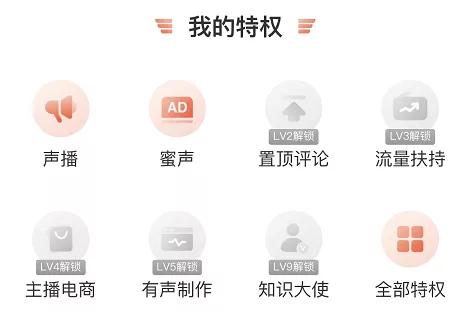 我的特权
AD
声播
蜜声
LV2解锁
置顶评论
LV3解锁
流量扶持
LV4解锁
主播电商
LV5解锁
有声制作
LV9解锁
知识大使
全部特权